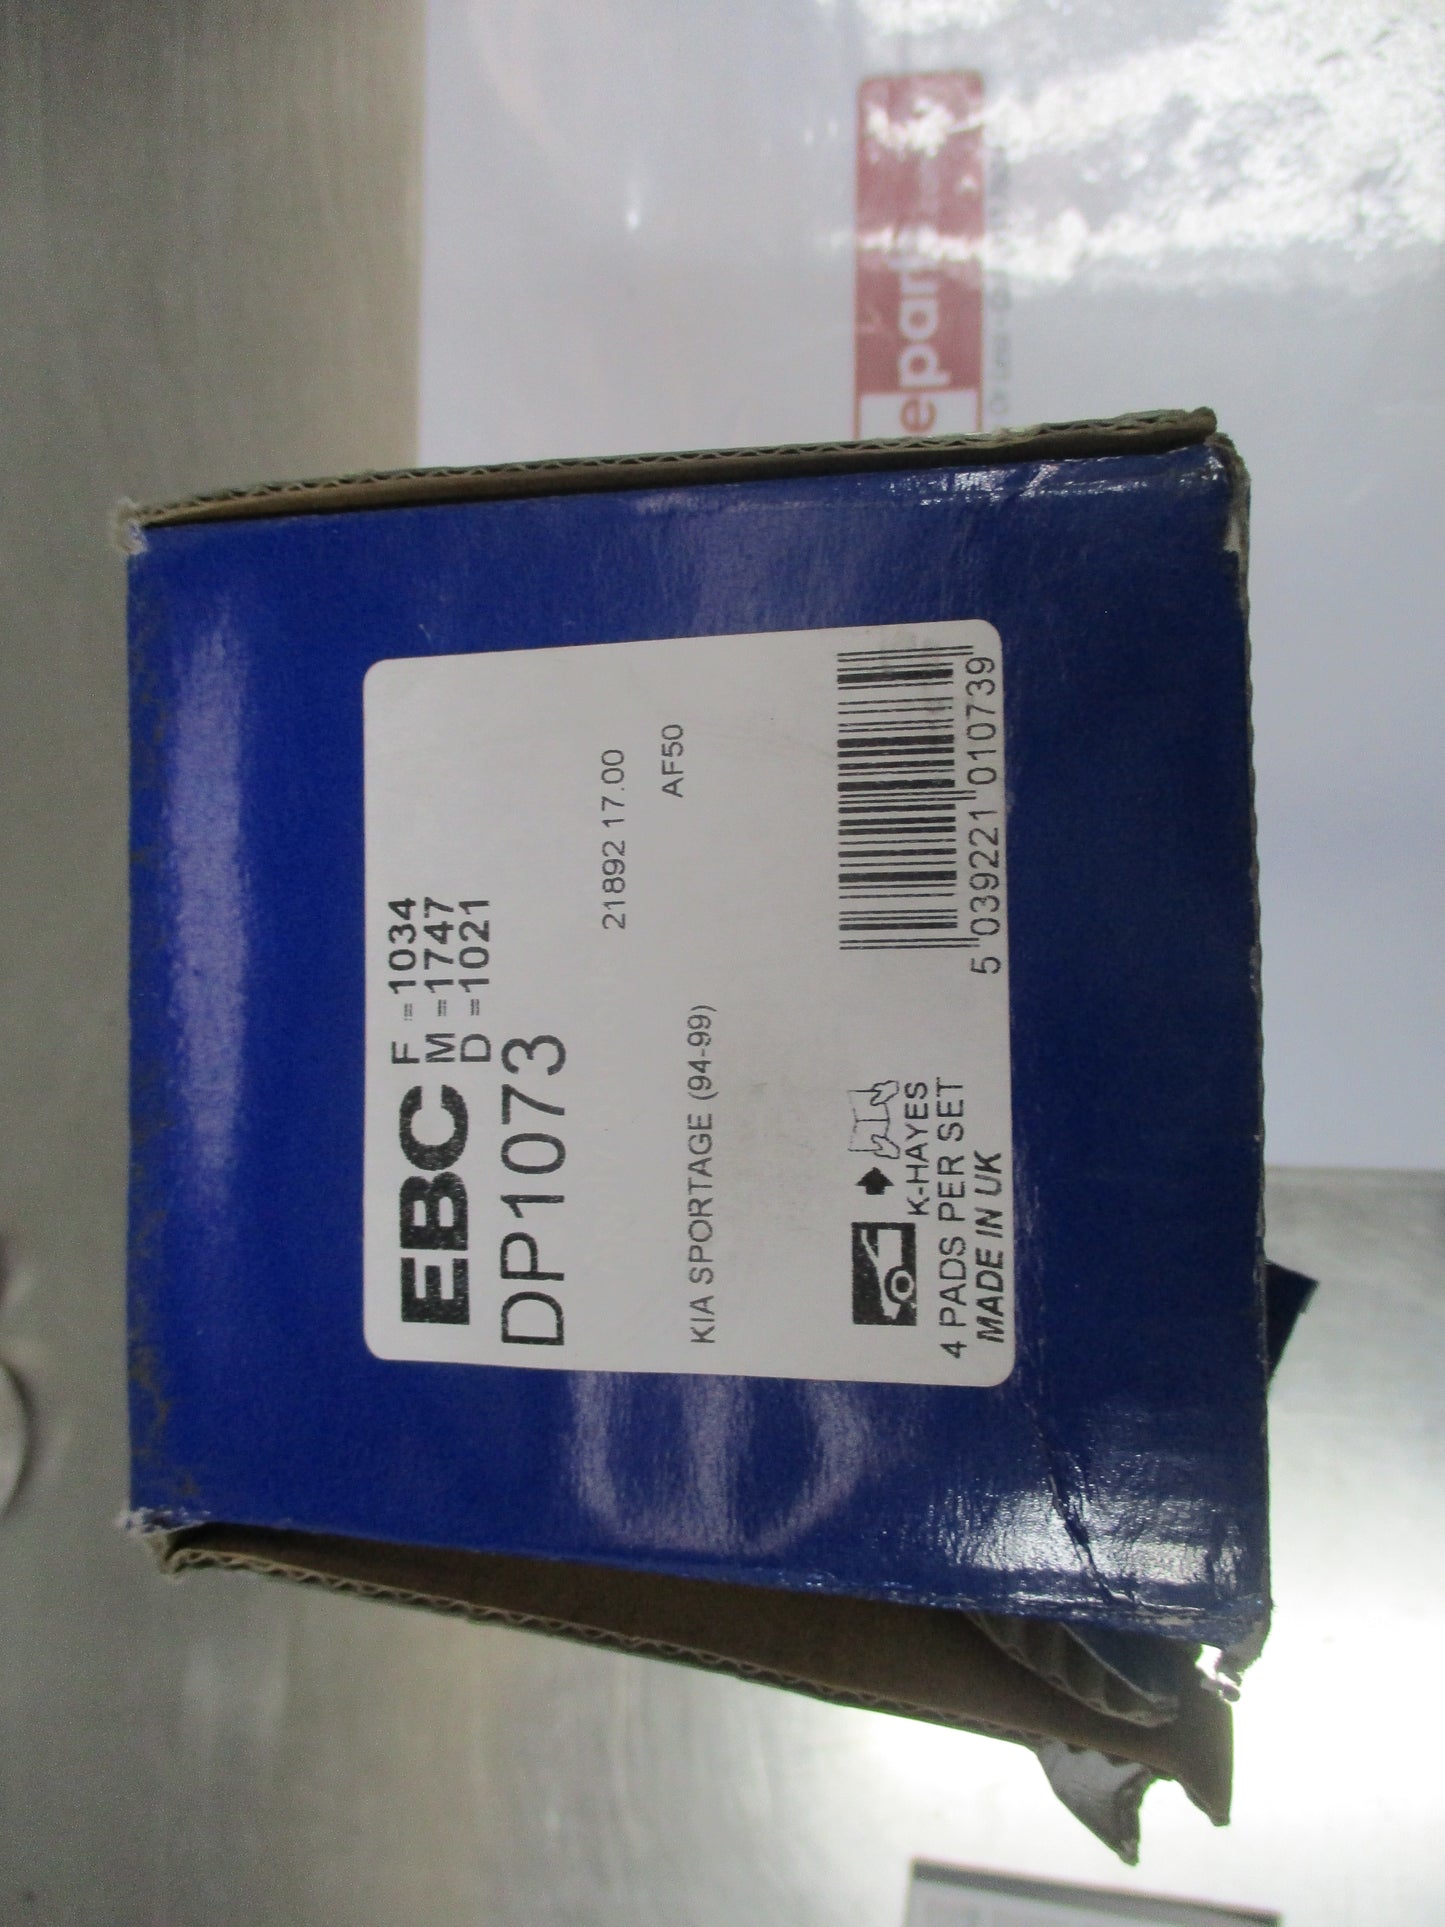 EBC
F = 1034
M = 1747
D = 1021
DP1073
21892 17.00
AF50
KIA SPORTAGE (94-99)
K-HAYES
4 PADS PER SET
MADE IN UK
5 039221 010739